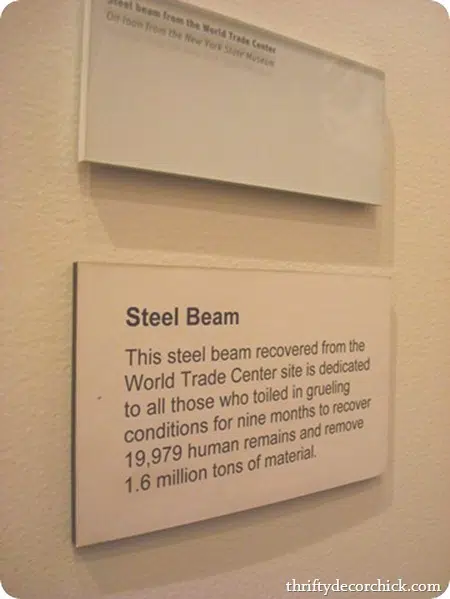 Steel beam from the World Trade Center
On loan from the New York State Museum
Steel Beam
This steel beam recovered from the
World Trade Center site is dedicated
to all those who toiled in grueling
conditions for nine months to recover
19,979 human remains and remove
1.6 million tons of material.
thriftydecorchick.com